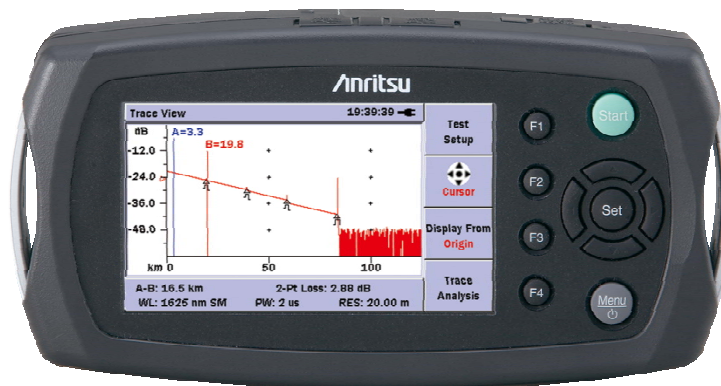 Anritsu
Trace View 19:39:39
dB A=3.3
B=19.8
-12.0
-24.0
-36.0
-48.0
km 0 50 100
A-B: 16.5 km 2-Pt Loss: 2.88 dB
WL: 1625 nm SM PW: 2 us RES: 20.00 m
Test
Setup
Cursor
Display From
Origin
Trace
Analysis
F1
F2
F3
F4
Start
Set
Menu